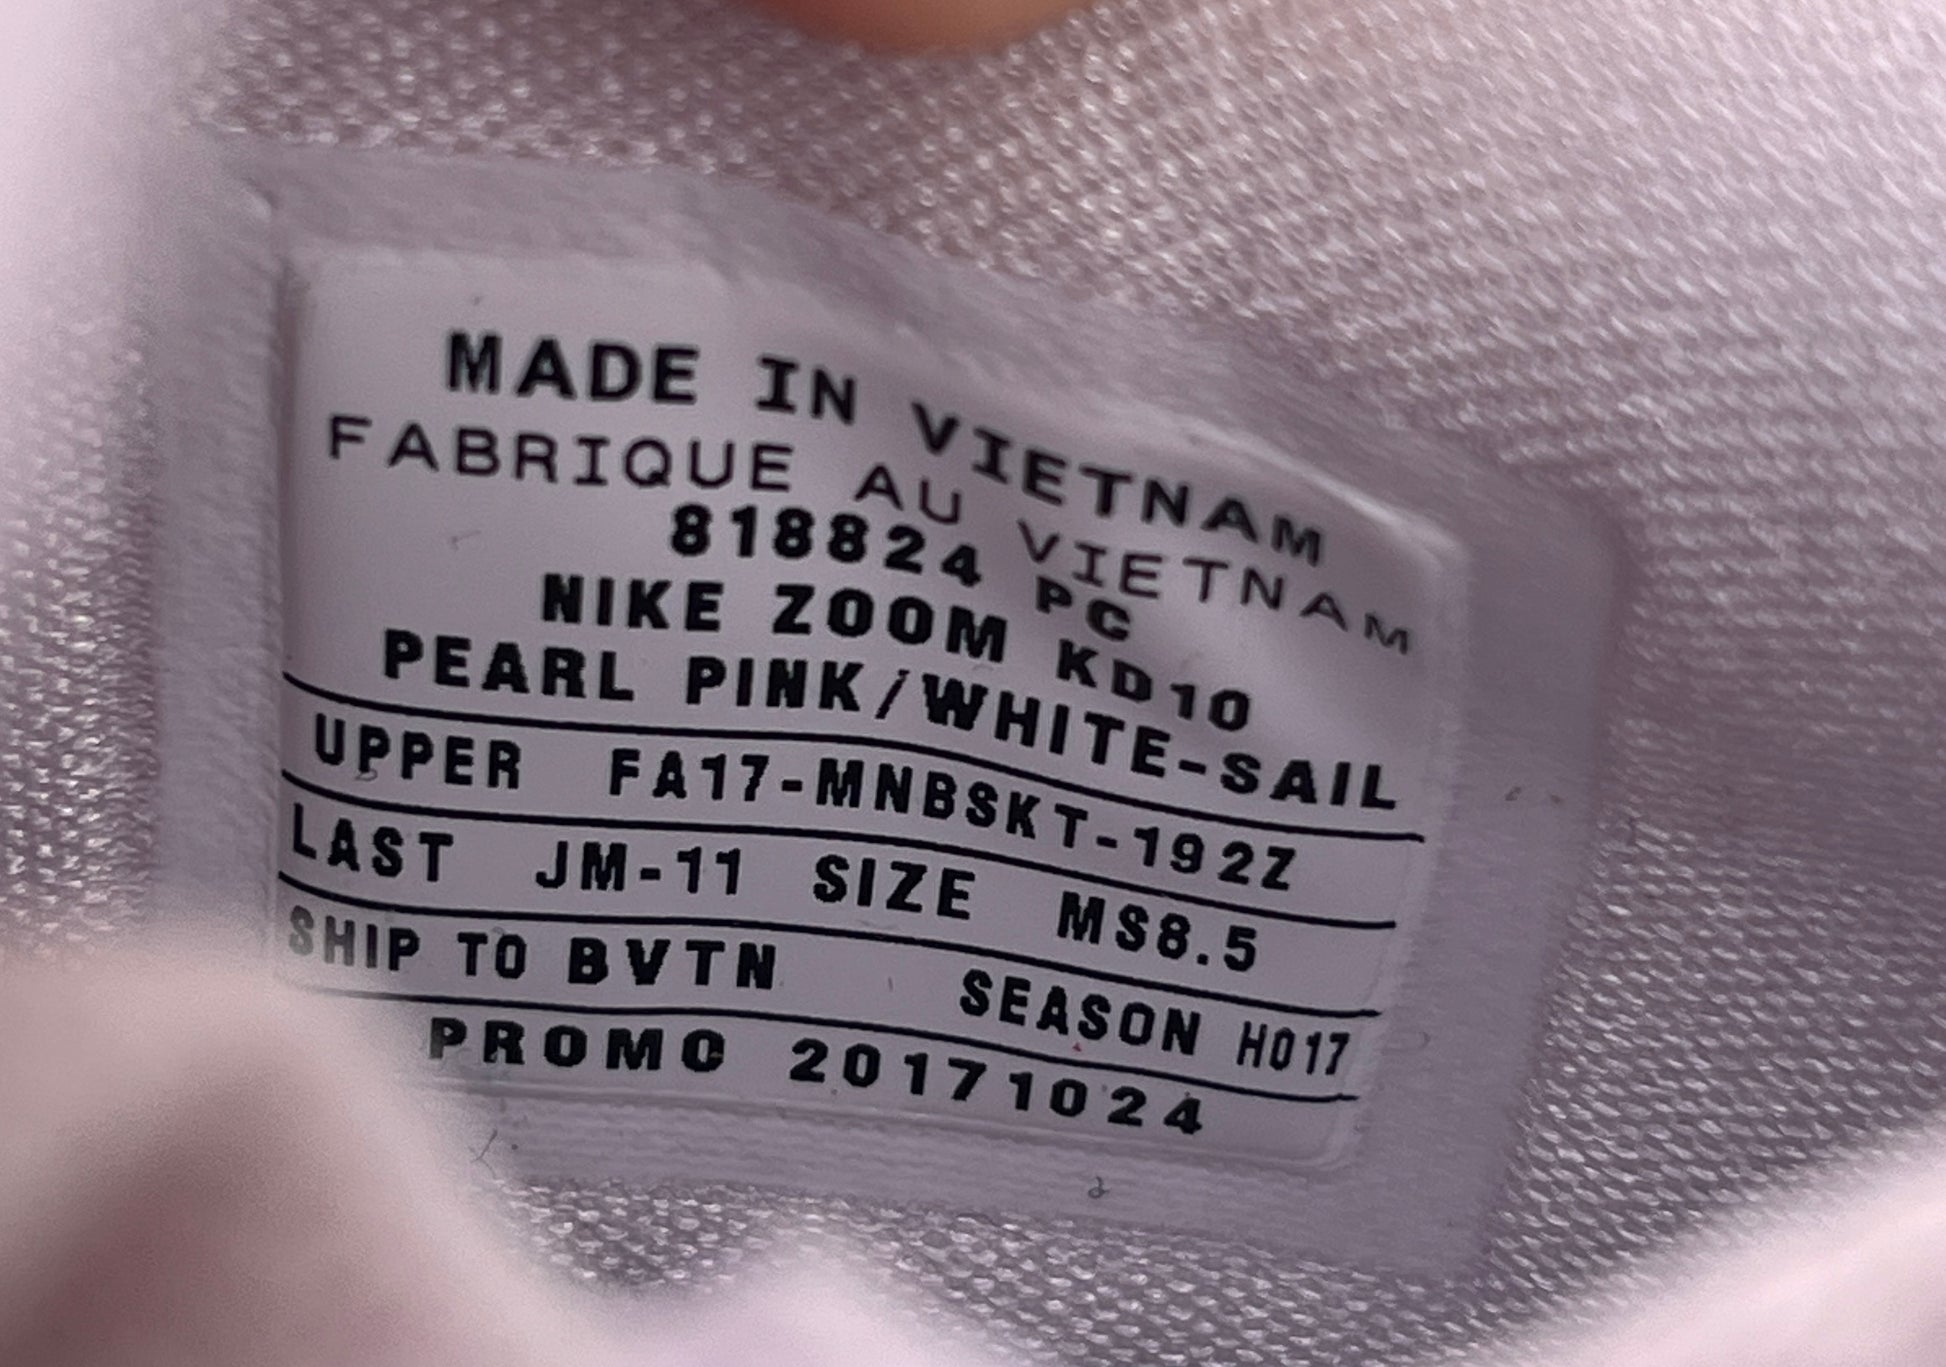 MADE IN VIETNAM
FABRIQUE AU VIETNAM
818824 PC
NIKE ZOOM KD10
PEARL PINK/WHITE-SAIL
UPPER FA17-MNBSKT-192Z
LAST JM-11 SIZE MS8.5
SHIP TO BVTN SEASON HO17
PROMO 20171024